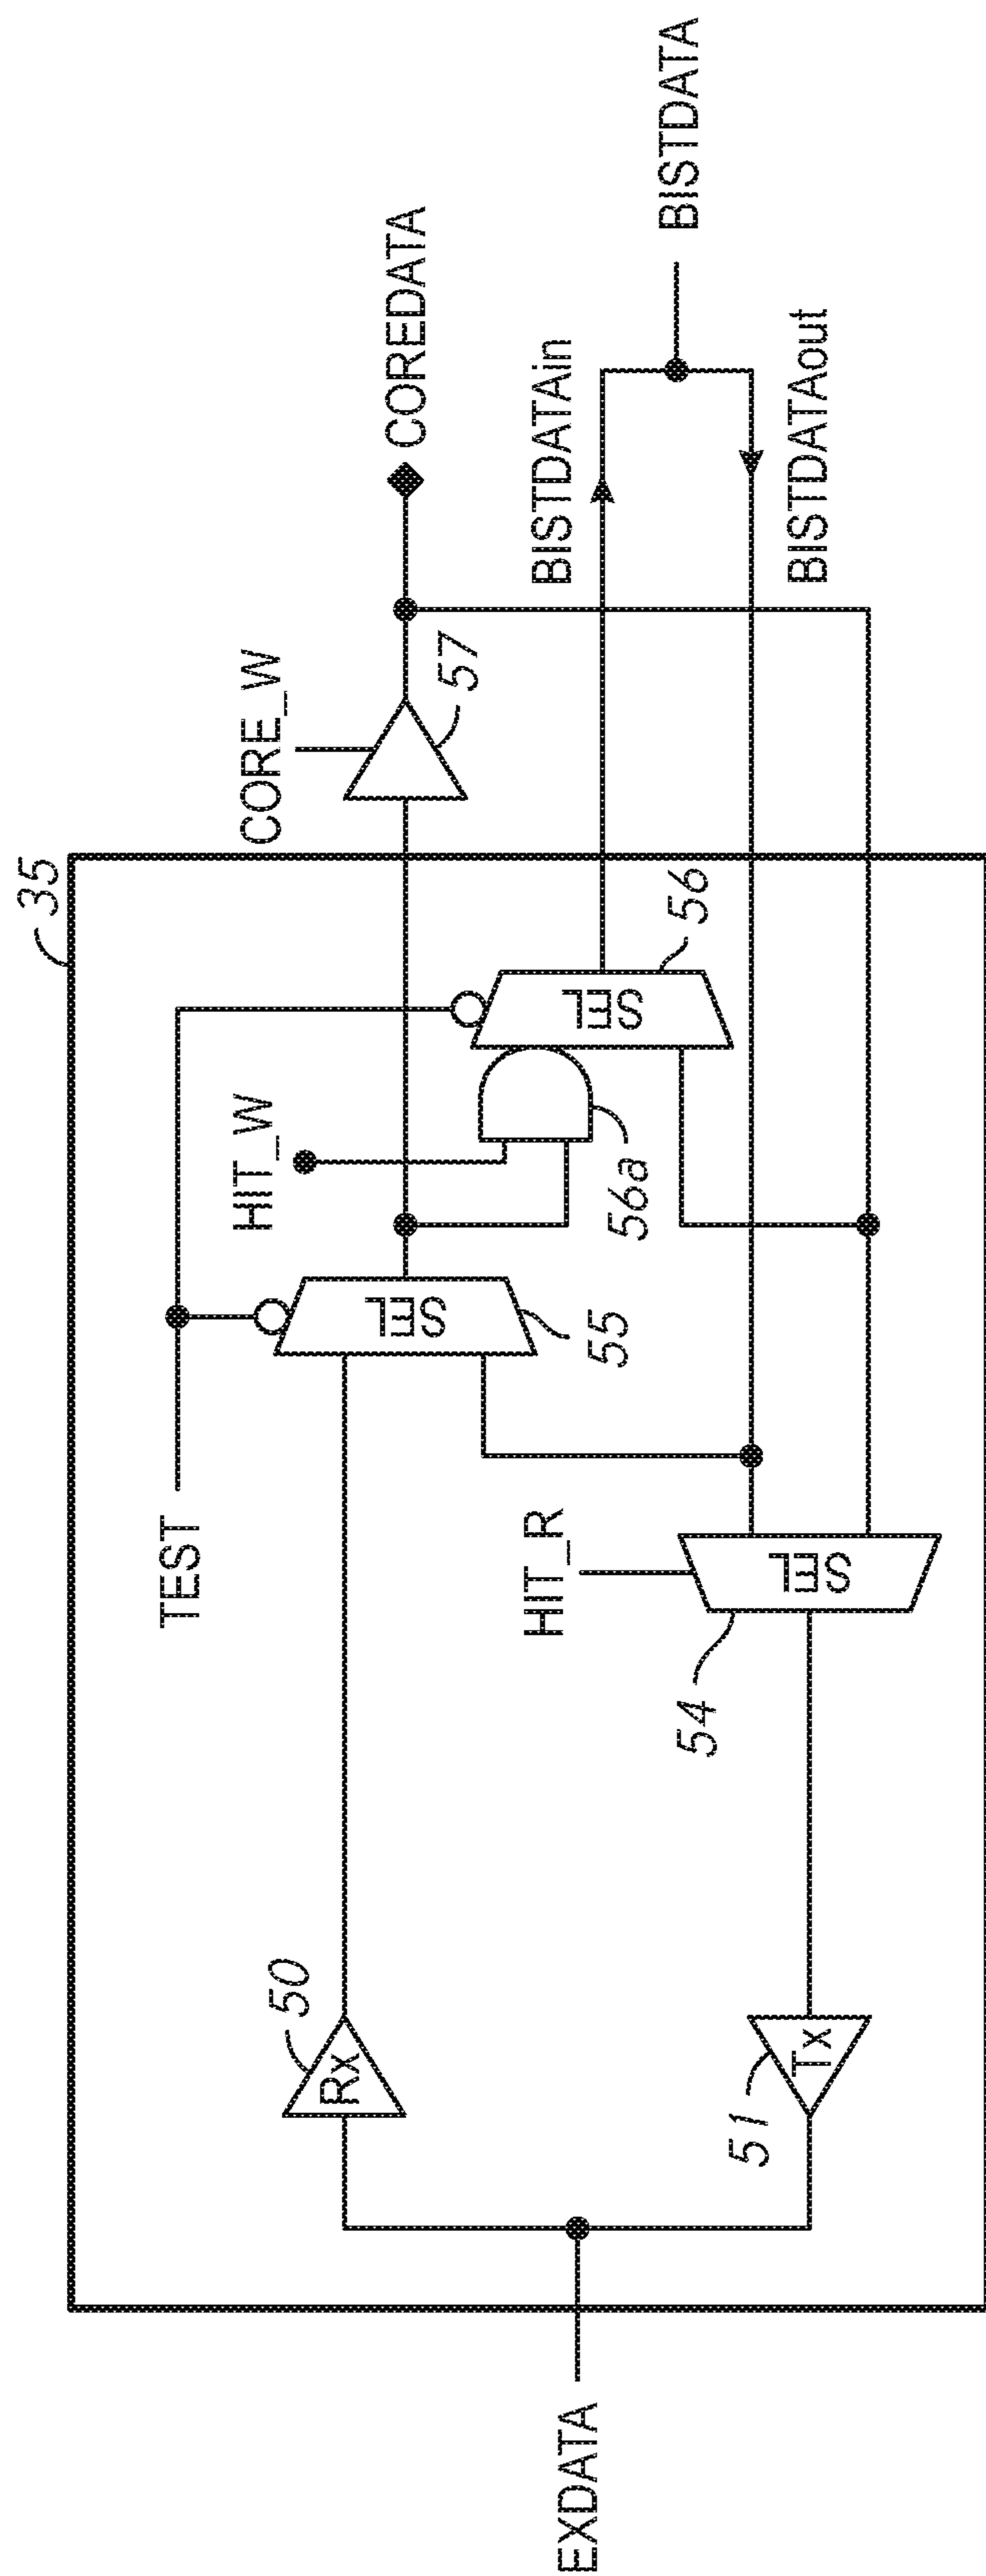 35
TEST
HIT_W
CORE_W
50
Rx
SEL
55
56a
SEL
56
57
COREDATA
EXDATA
HIT_R
BISTDATAin
BISTDATA
BISTDATAout
51
Tx
54
SEL